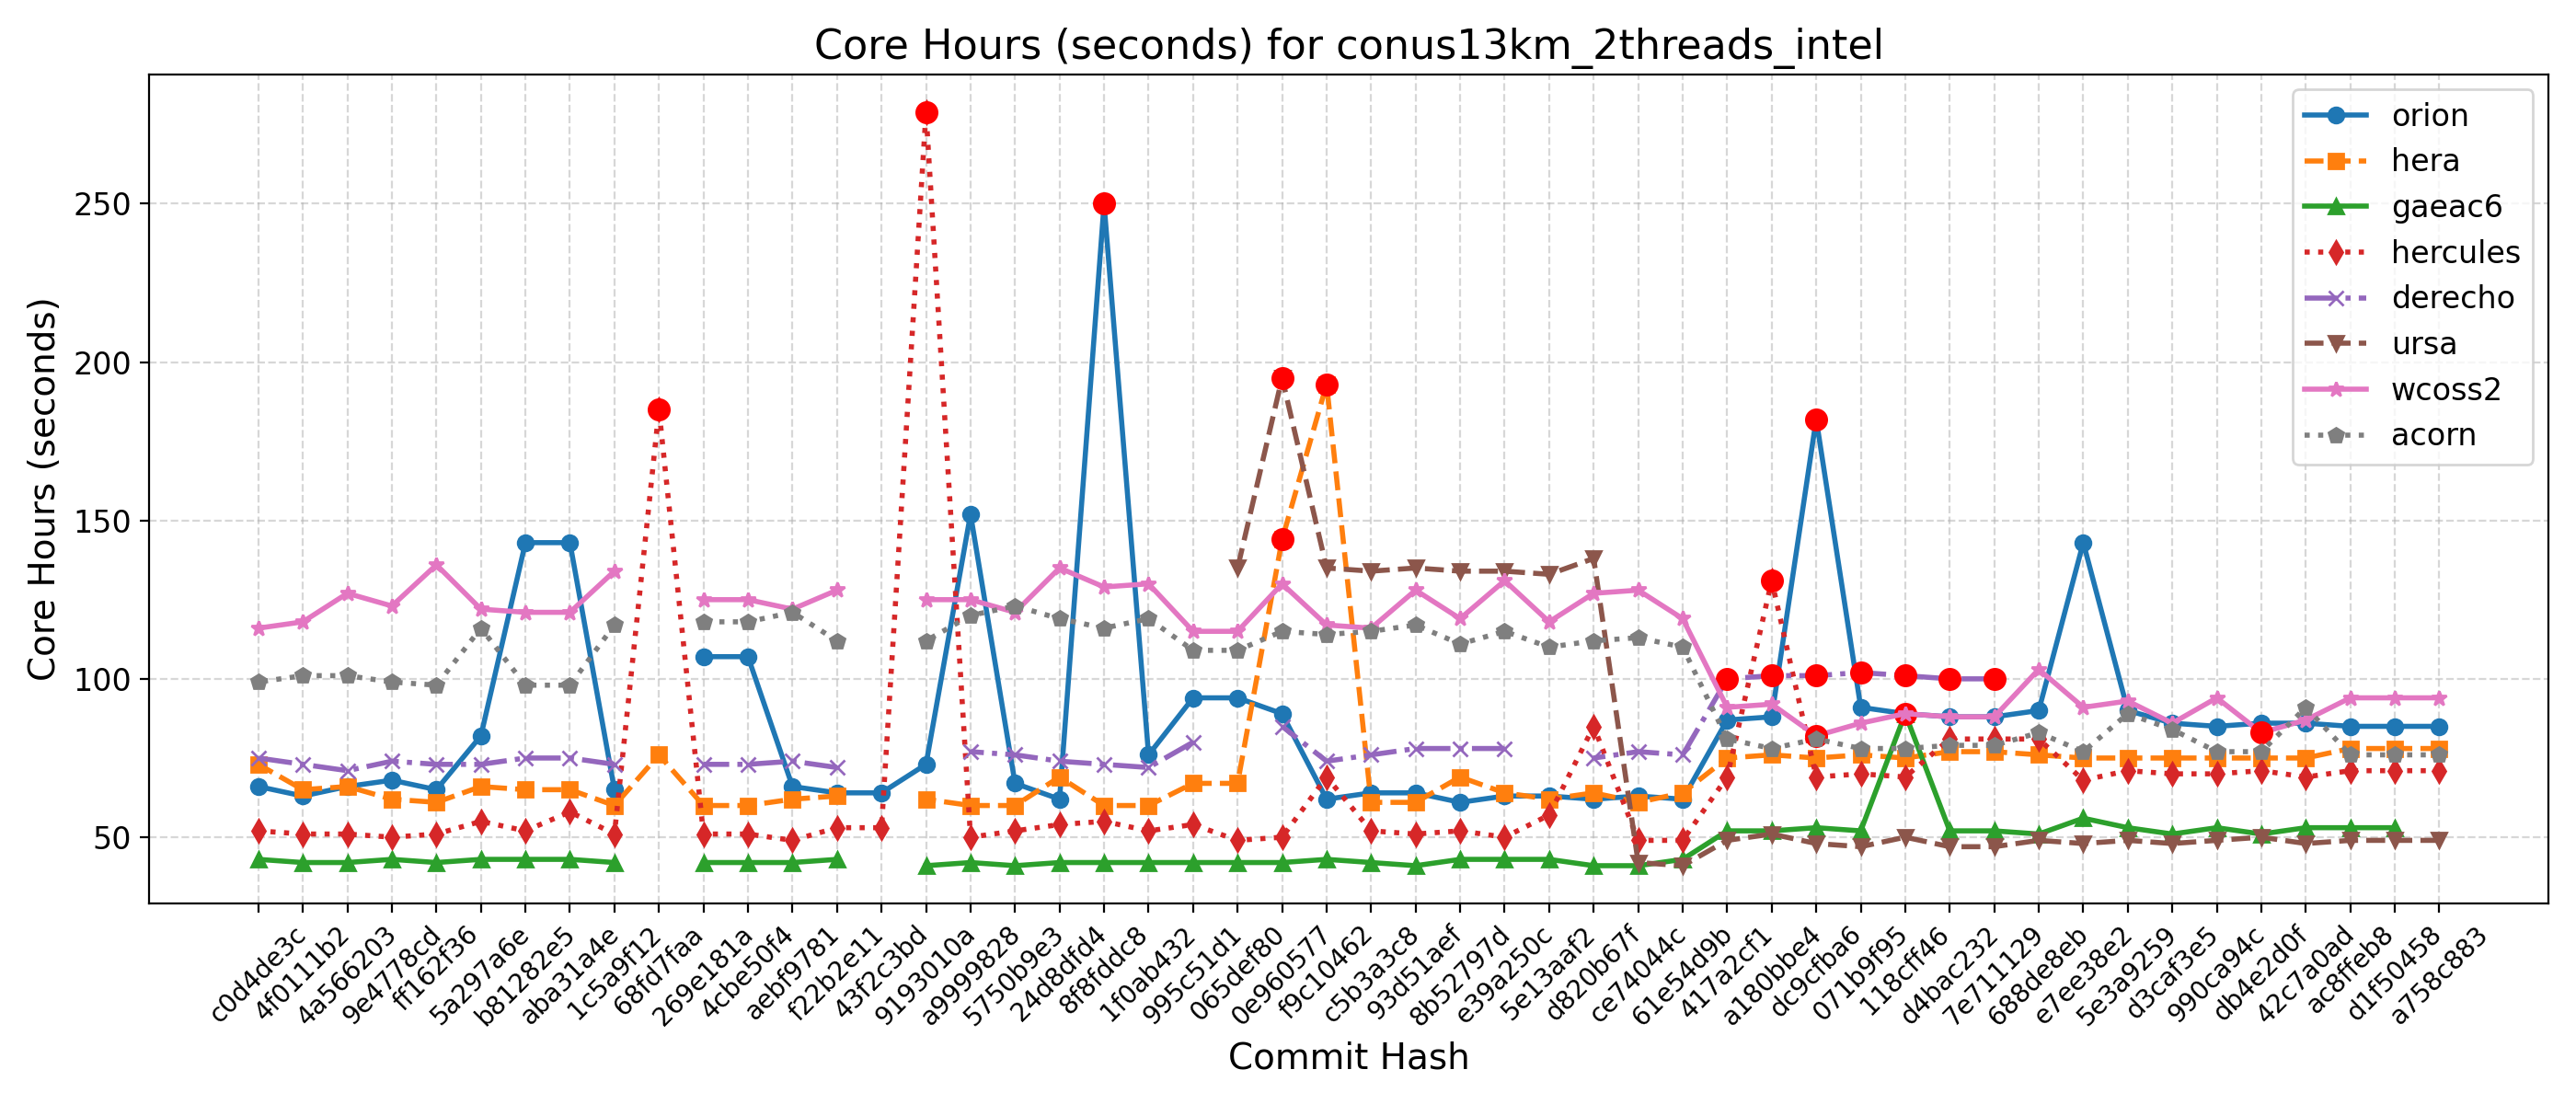 Core Hours (seconds) for conus13km_2threads_intel
Core Hours (seconds)
250
200
150
100
50
orion
hera
gaeac6
hercules
derecho
ursa
wcoss2
acorn
c0d4de3c
4f0111b2
4a566203
9e4778cd
ff162f36
5a297a6e
b81282e5
aba31a4e
1c5a9f12
68fd7faa
269e181a
4cbe50f4
aebf9781
f22b2e11
43f2c3bd
9193010a
a9999828
5750b9e3
24d8dfd4
8f8fddc8
1f0ab432
995c51d1
065def80
0e960577
f9c10462
c5b3a3c8
93d51aef
8b52797d
e39a250c
5e13aaf2
d820b67f
ce74044c
61e54d9b
417a2cf1
a180bbe4
dc9cfba6
071b9f95
118cff46
d4bac232
7e711129
688de8eb
e7ee38e2
5e3a9259
d3caf3e5
990ca94c
db4e2d0f
42c7a0ad
ac8ffeb8
d1f50458
a758c883
Commit Hash